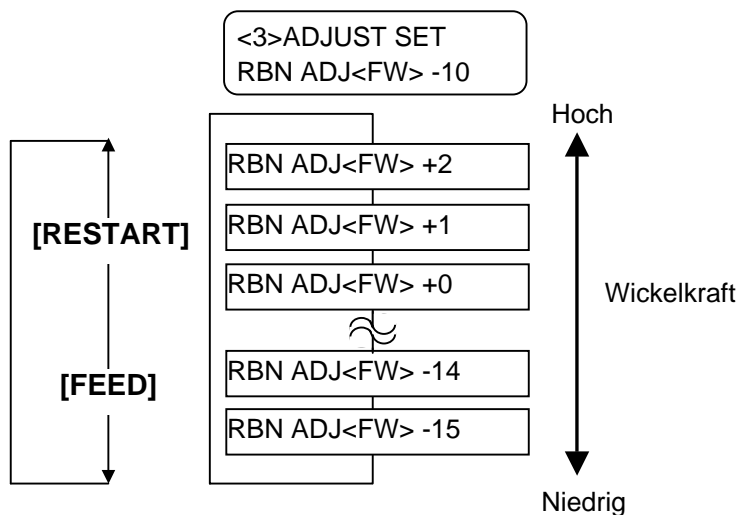 <3>ADJUST SET
RBN ADJ<FW> -10
Hoch
RBN ADJ<FW> +2
[RESTART]
RBN ADJ<FW> +1
RBN ADJ<FW> +0
Wickelkraft
RBN ADJ<FW> -14
[FEED]
RBN ADJ<FW> -15
Niedrig